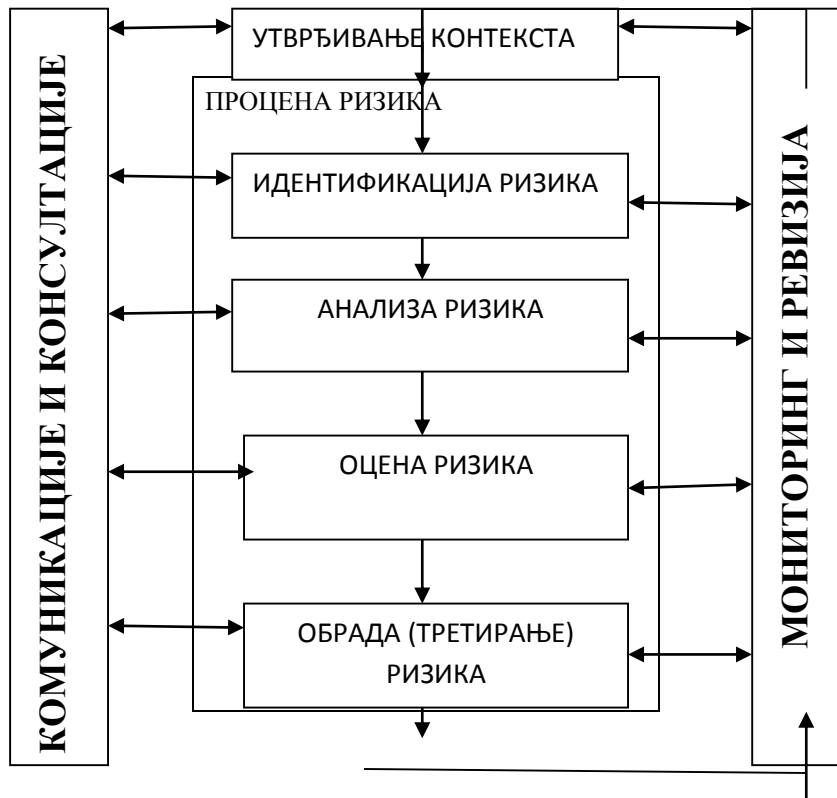 КОМУНИКАЦИЈЕ И КОНСУЛТАЦИЈЕ
УТВРЂИВАЊЕ КОНТЕКСТА
ПРОЦЕНА РИЗИКА
ИДЕНТИФИКАЦИЈА РИЗИКА
АНАЛИЗА РИЗИКА
ОЦЕНА РИЗИКА
ОБРАДА (ТРЕТИРАЊЕ)
РИЗИКА
МОНИТОРИНГ И РЕВИЗИЈА